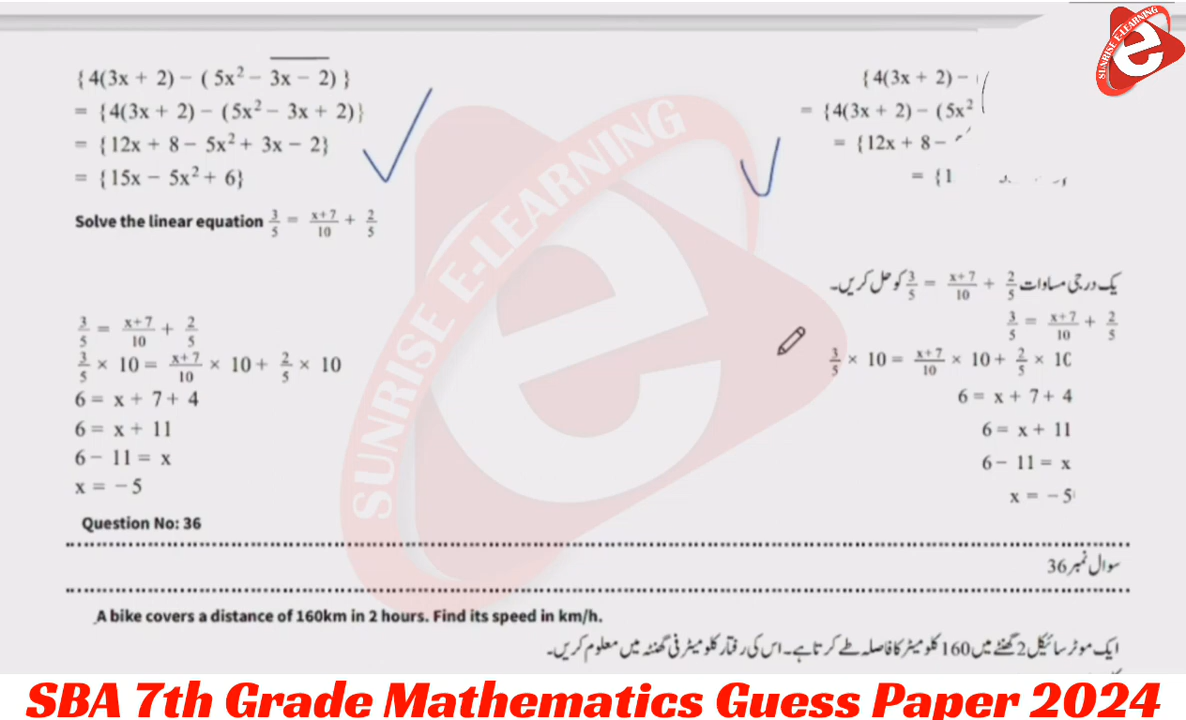 SUNRISE E-LEARNING
{ 4(3x + 2) − ( 5x² − 3x − 2) }
= {4(3x + 2) − (5x² − 3x + 2)}
= {12x + 8 − 5x² + 3x − 2}
= {15x − 5x² + 6}
Solve the linear equation 3/5 = x+7/10 + 2/5
3/5 = x+7/10 + 2/5
3/5 × 10 = x+7/10 × 10 + 2/5 × 10
6 = x + 7 + 4
6 = x + 11
6 − 11 = x
x = − 5
{4(3x + 2) −
= {4(3x + 2) − (5x²
= {12x + 8 −
= {1
یک درجی مساوات 3/5 = x+7/10 + 2/5 کو حل کریں۔
3/5 = x+7/10 + 2/5
3/5 × 10 = x+7/10 × 10 + 2/5 × 10
6 = x + 7 + 4
6 = x + 11
6 − 11 = x
x = − 5
SUNRISE E-LEARNING
Question No: 36
سوال نمبر 36
A bike covers a distance of 160km in 2 hours. Find its speed in km/h.
ایک موٹر سائیکل 2 گھنٹے میں 160 کلومیٹر کا فاصلہ طے کرتا ہے۔ اس کی رفتار کلومیٹر فی گھنٹہ میں معلوم کریں۔
SBA 7th Grade Mathematics Guess Paper 2024